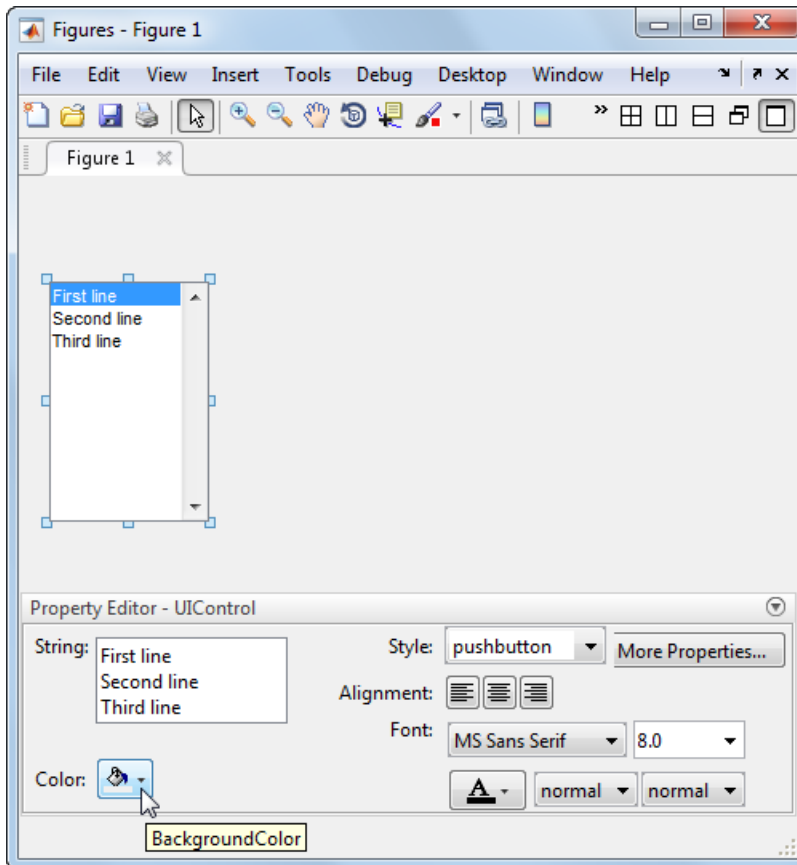 Figures - Figure 1
File Edit View Insert Tools Debug Desktop Window Help
Figure 1
First line
Second line
Third line
Property Editor - UIControl
String:
First line
Second line
Third line
Style: pushbutton More Properties...
Alignment:
Font: MS Sans Serif 8.0
Color:
A normal normal
BackgroundColor